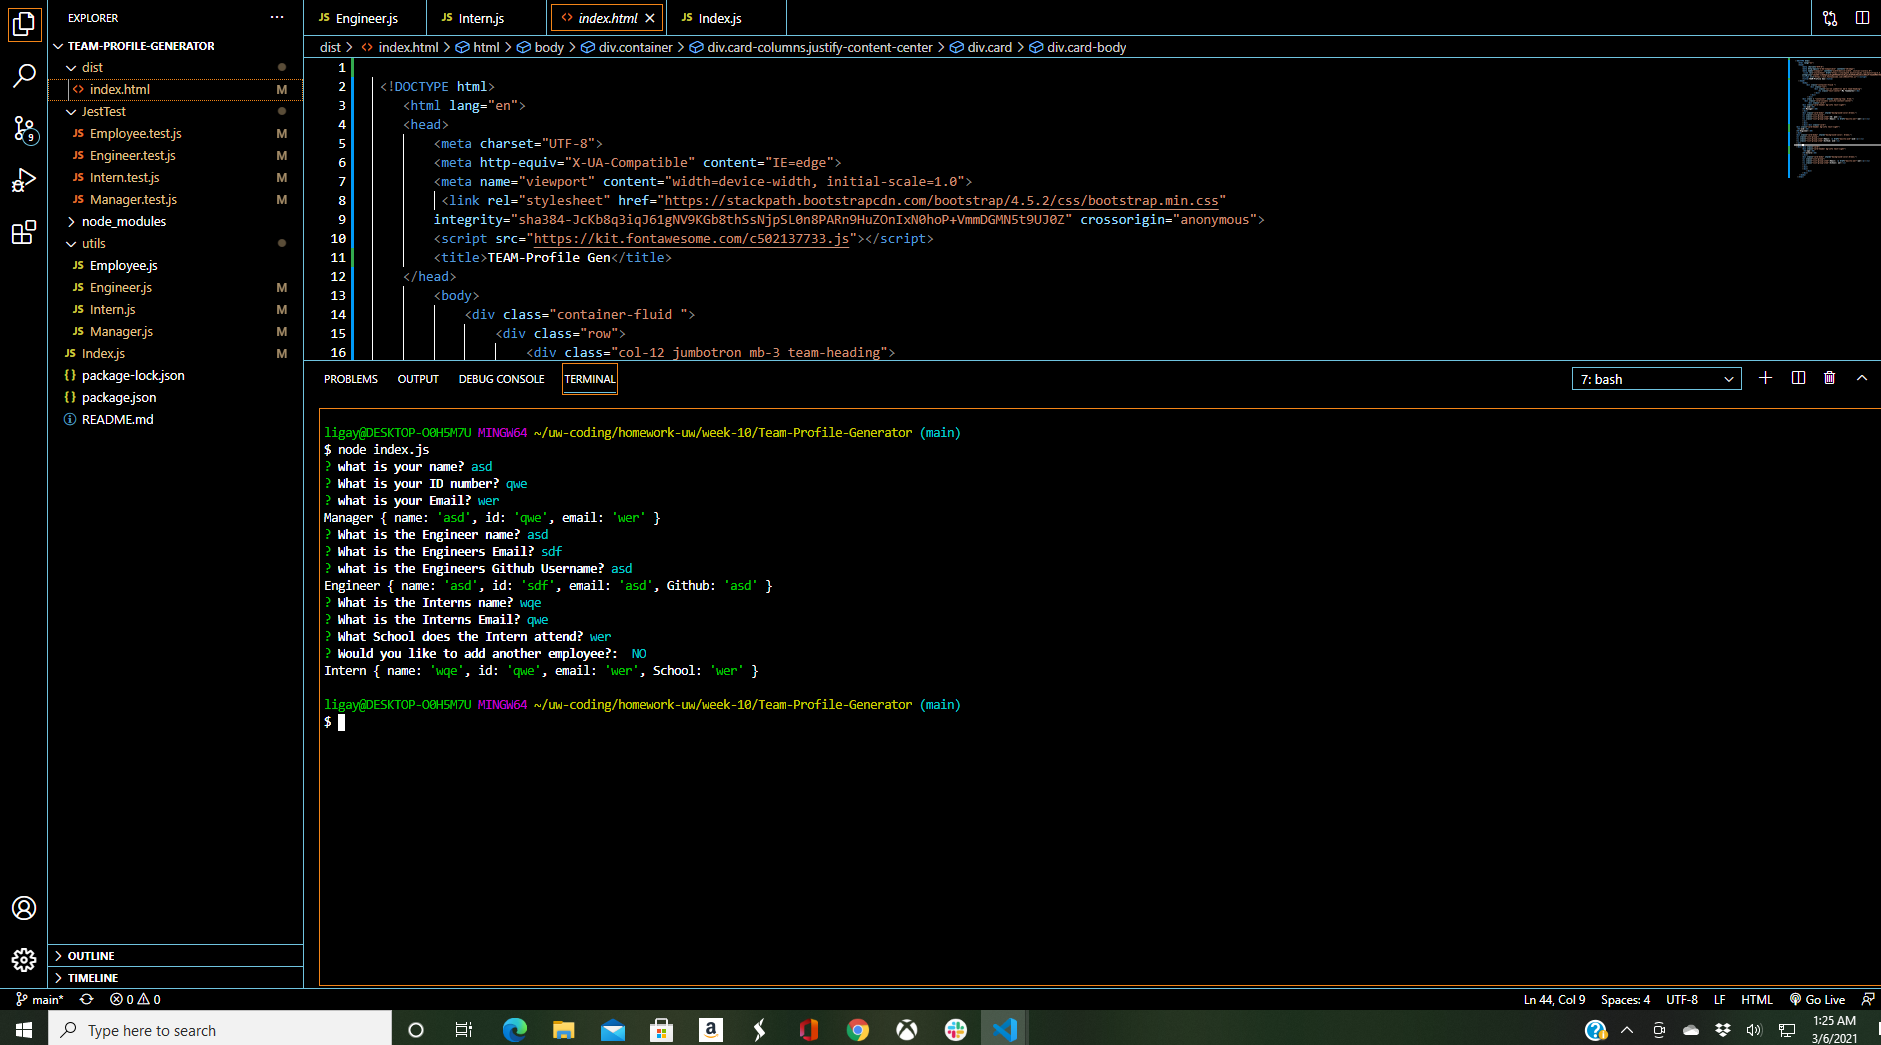 EXPLORER
TEAM-PROFILE-GENERATOR
dist
index.html M
JestTest
Employee.test.js M
Engineer.test.js M
Intern.test.js M
Manager.test.js M
node_modules
utils
Employee.js
Engineer.js M
Intern.js M
Manager.js M
Index.js M
package-lock.json
package.json
README.md
OUTLINE
TIMELINE
9
JS Engineer.js JS Intern.js <> index.html JS Index.js
dist > <> index.html > html > body > div.container > div.card-columns.justify-content-center > div.card > div.card-body
1
2 <!DOCTYPE html>
3 <html lang="en">
4 <head>
5 <meta charset="UTF-8">
6 <meta http-equiv="X-UA-Compatible" content="IE=edge">
7 <meta name="viewport" content="width=device-width, initial-scale=1.0">
8 <link rel="stylesheet" href="https://stackpath.bootstrapcdn.com/bootstrap/4.5.2/css/bootstrap.min.css"
9 integrity="sha384-JcKb8q3iqJ61gNV9KGb8thSsNjpSL0n8PARn9HuZOnIxN0hoP+VmmDGMN5t9UJ0Z" crossorigin="anonymous">
10 <script src="https://kit.fontawesome.com/c502137733.js"></script>
11 <title>TEAM-Profile Gen</title>
12 </head>
13 <body>
14 <div class="container-fluid ">
15 <div class="row">
16 <div class="col-12 jumbotron mb-3 team-heading">
PROBLEMS OUTPUT DEBUG CONSOLE TERMINAL 7: bash
ligay@DESKTOP-O0H5M7U MINGW64 ~/uw-coding/homework-uw/week-10/Team-Profile-Generator (main)
$ node index.js
? what is your name? asd
? What is your ID number? qwe
? what is your Email? wer
Manager { name: 'asd', id: 'qwe', email: 'wer' }
? What is the Engineer name? asd
? What is the Engineers Email? sdf
? what is the Engineers Github Username? asd
Engineer { name: 'asd', id: 'sdf', email: 'asd', Github: 'asd' }
? What is the Interns name? wqe
? What is the Interns Email? qwe
? What School does the Intern attend? wer
? Would you like to add another employee?: NO
Intern { name: 'wqe', id: 'qwe', email: 'wer', School: 'wer' }
ligay@DESKTOP-O0H5M7U MINGW64 ~/uw-coding/homework-uw/week-10/Team-Profile-Generator (main)
$
main* 0 0 Ln 44, Col 9 Spaces: 4 UTF-8 LF HTML Go Live
Type here to search
1:25 AM
3/6/2021